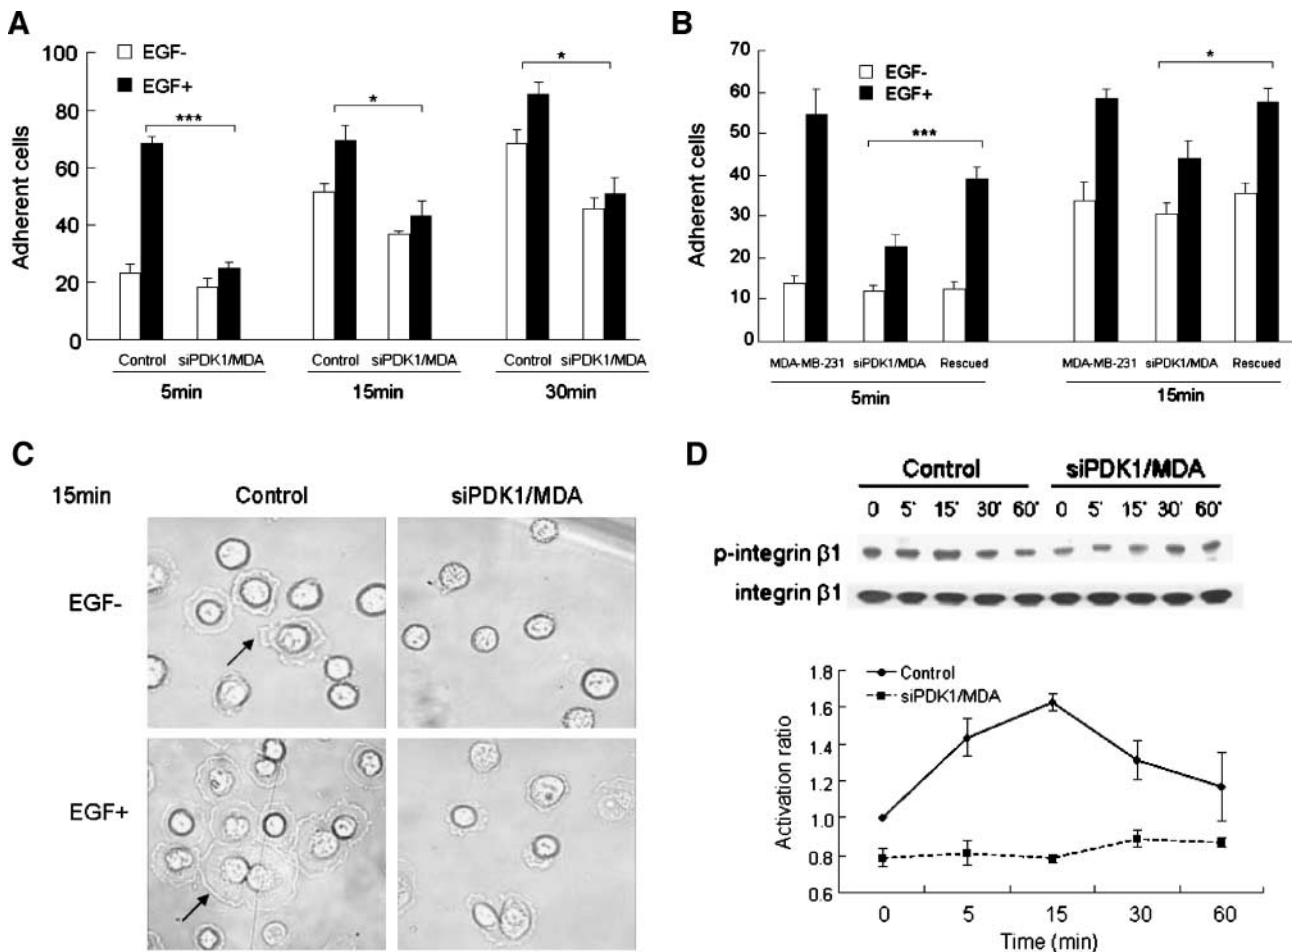 A
100
80
60
40
20
0
Adherent cells
EGF-
EGF+
***
*
*
Control siPDK1/MDA Control siPDK1/MDA Control siPDK1/MDA
5min 15min 30min
B
70
60
50
40
30
20
10
0
Adherent cells
EGF-
EGF+
***
*
MDA-MB-231 siPDK1/MDA Rescued MDA-MB-231 siPDK1/MDA Rescued
5min 15min
C
15min Control siPDK1/MDA
EGF-
EGF+
D
Control siPDK1/MDA
0 5' 15' 30' 60' 0 5' 15' 30' 60'
p-integrin β1
integrin β1
1.8
1.6
1.4
1.2
1.0
0.8
0.6
Activation ratio
Control
siPDK1/MDA
0 5 15 30 60
Time (min)